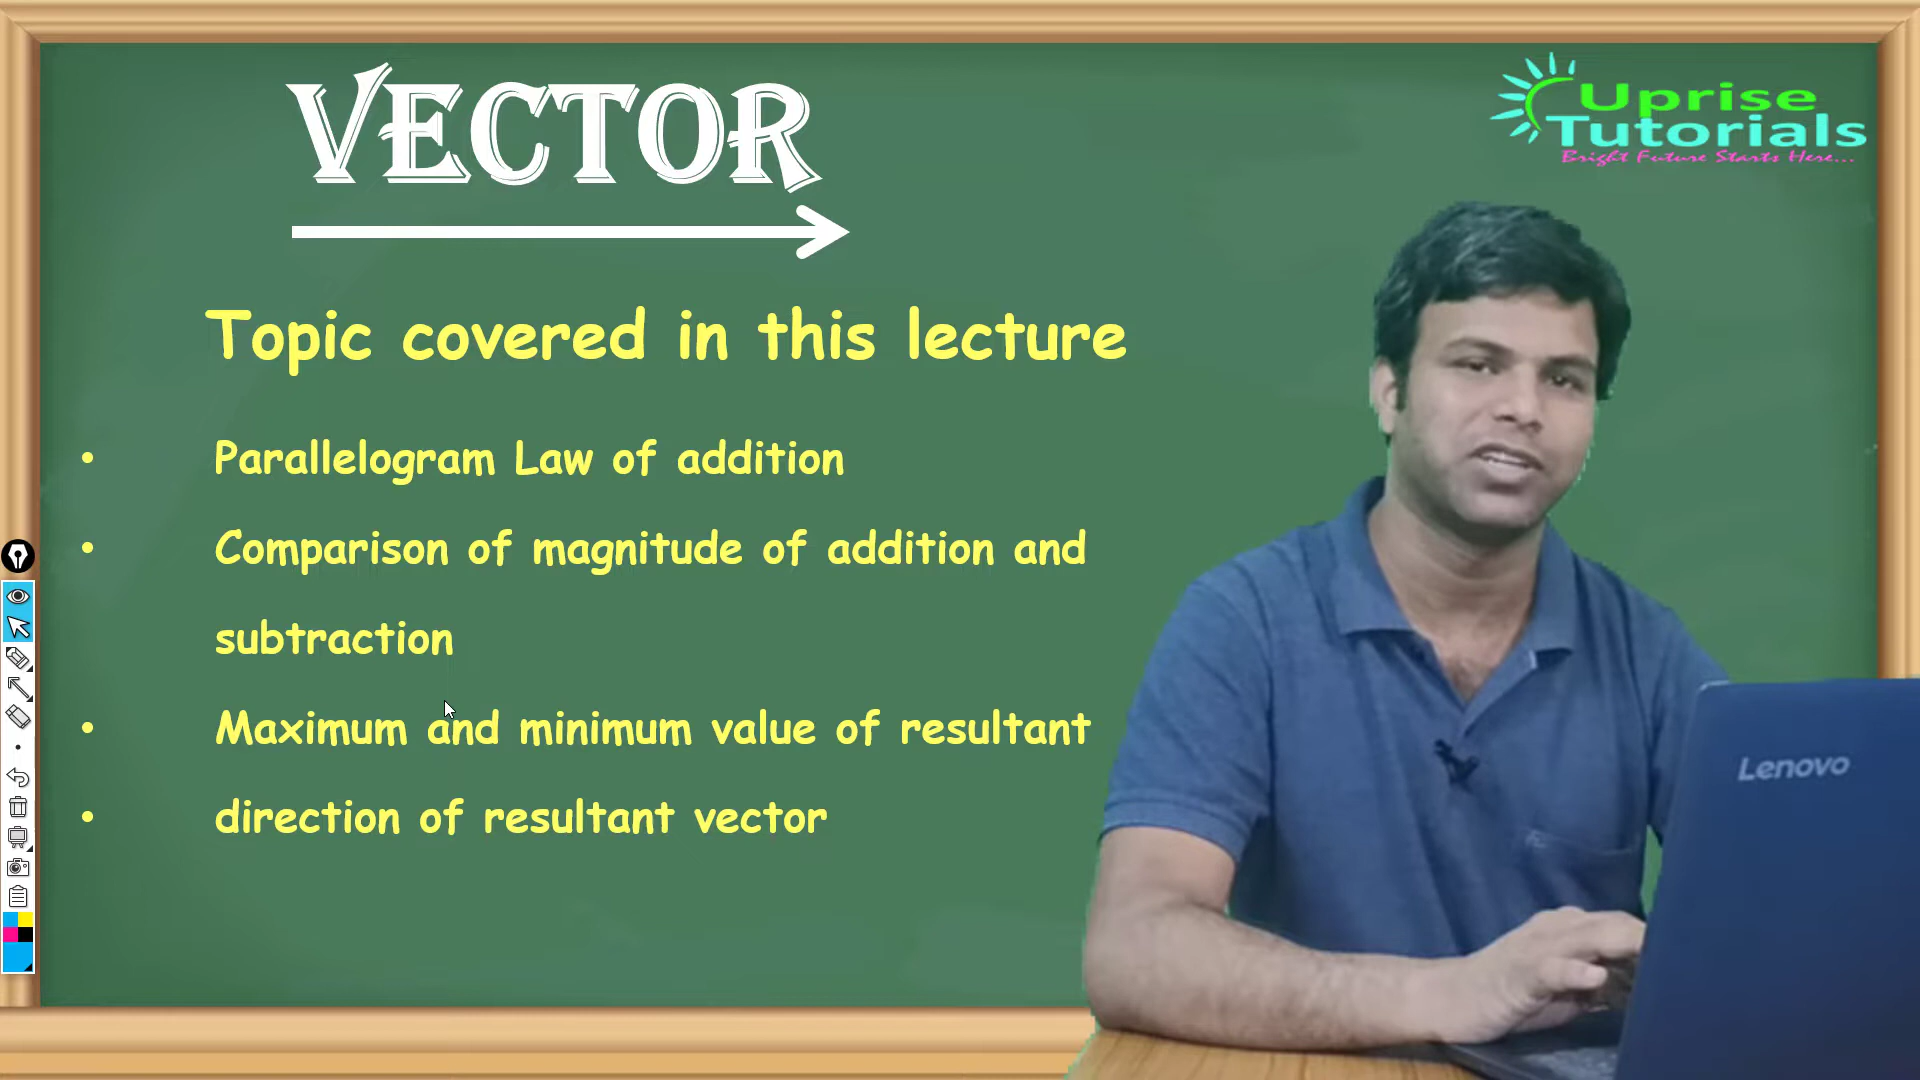 VECTOR
Uprise
Tutorials
Bright Future Starts Here...
Topic covered in this lecture
• Parallelogram Law of addition
• Comparison of magnitude of addition and
subtraction
• Maximum and minimum value of resultant
• direction of resultant vector
Lenovo